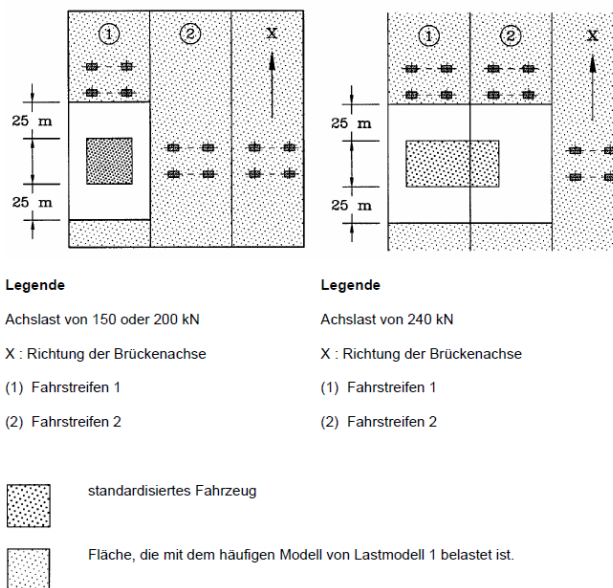 1 2 X
25 m
25 m
1 2 X
25 m
25 m
Legende
Achslast von 150 oder 200 kN
X : Richtung der Brückenachse
(1) Fahrstreifen 1
(2) Fahrstreifen 2
Legende
Achslast von 240 kN
X : Richtung der Brückenachse
(1) Fahrstreifen 1
(2) Fahrstreifen 2
standardisiertes Fahrzeug
Fläche, die mit dem häufigen Modell von Lastmodell 1 belastet ist.